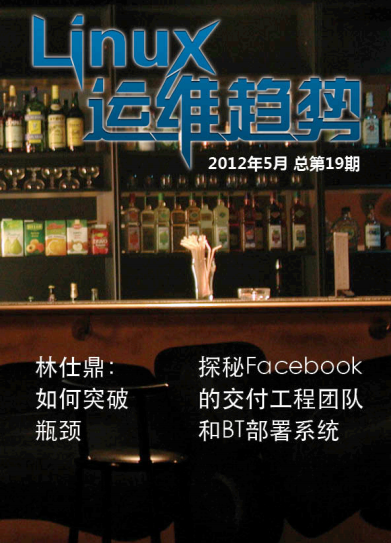 Linux
运维趋势
2012年5月 总第19期
林仕鼎：
如何突破
瓶颈
探秘Facebook
的交付工程团队
和BT部署系统